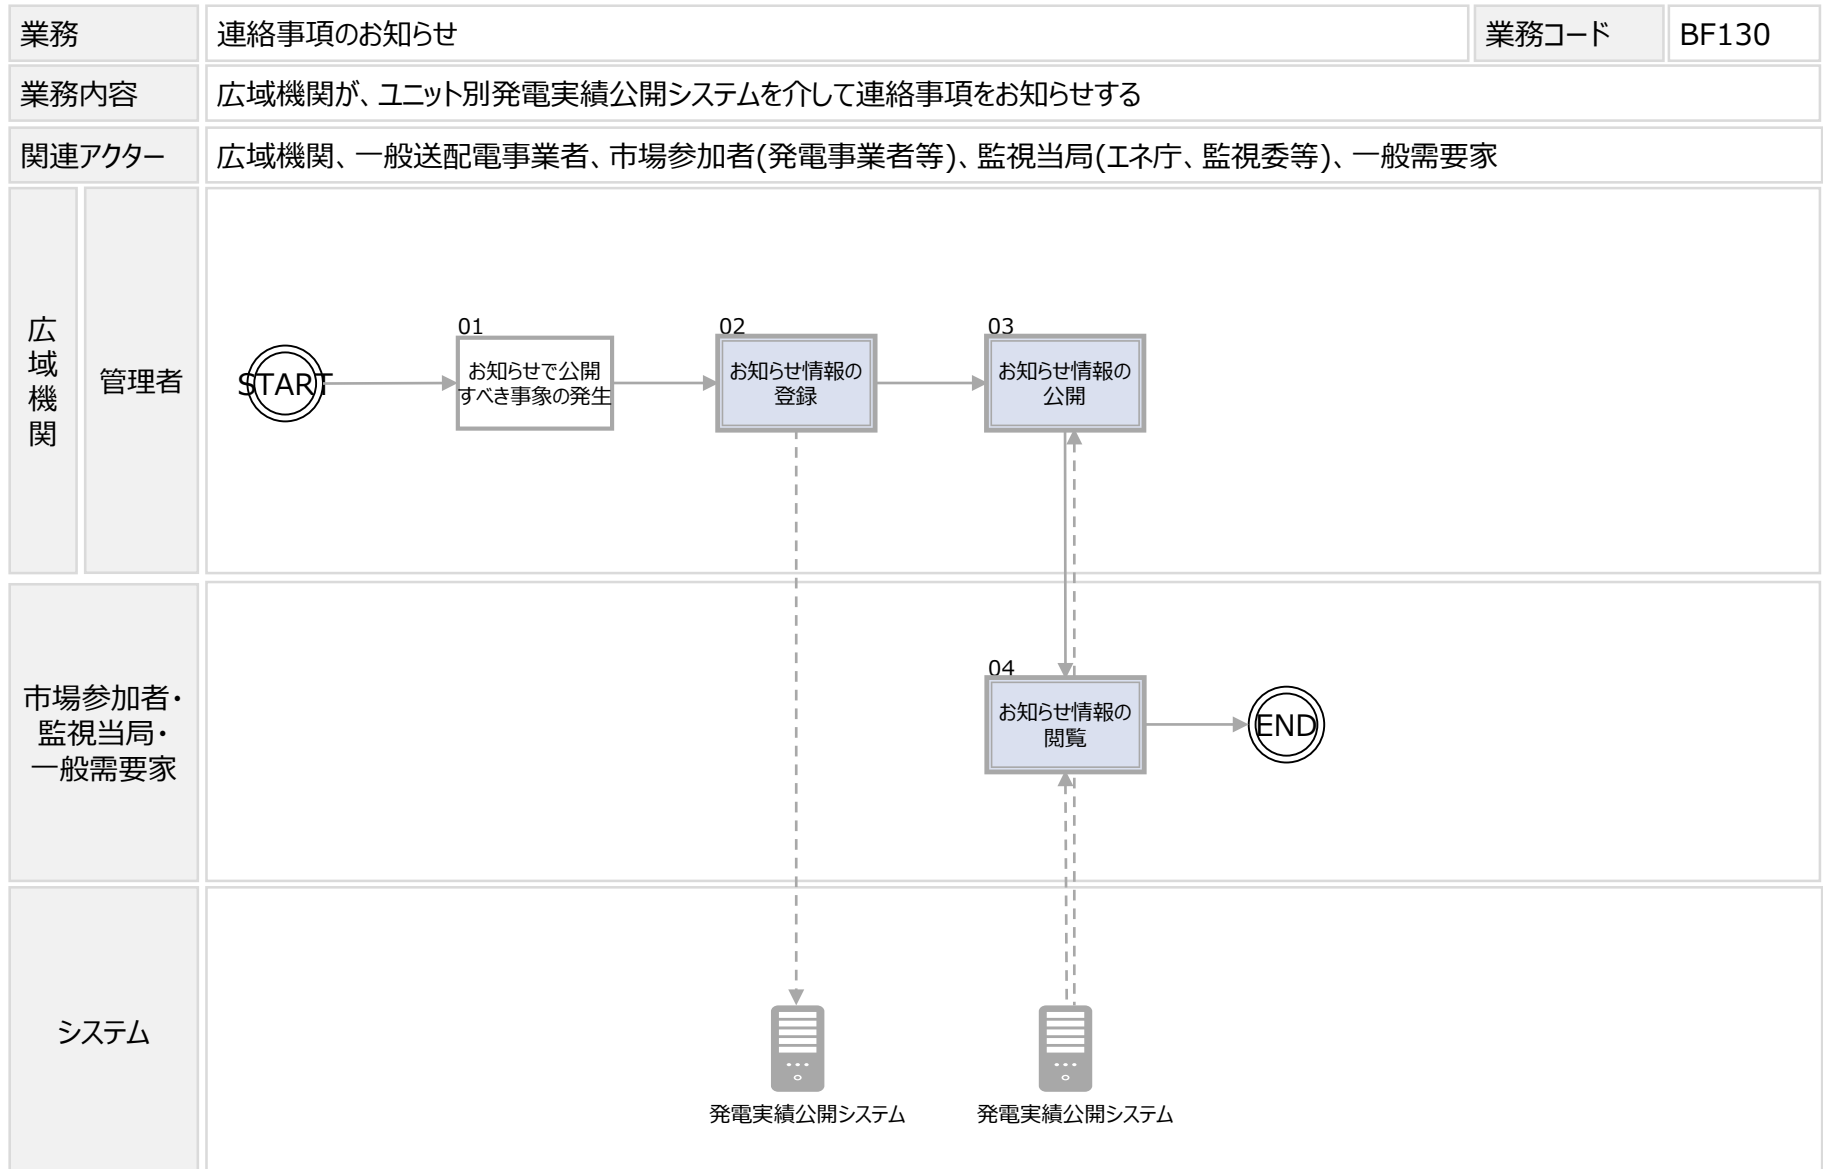 業務
連絡事項のお知らせ
業務コード
BF130
業務内容
広域機関が、ユニット別発電実績公開システムを介して連絡事項をお知らせする
関連アクター
広域機関、一般送配電事業者、市場参加者(発電事業者等)、監視当局(エネ庁、監視委等)、一般需要家
広域機関
管理者
START
01
お知らせで公開
すべき事象の発生
02
お知らせ情報の
登録
03
お知らせ情報の
公開
市場参加者・
監視当局・
一般需要家
04
お知らせ情報の
閲覧
END
システム
発電実績公開システム
発電実績公開システム